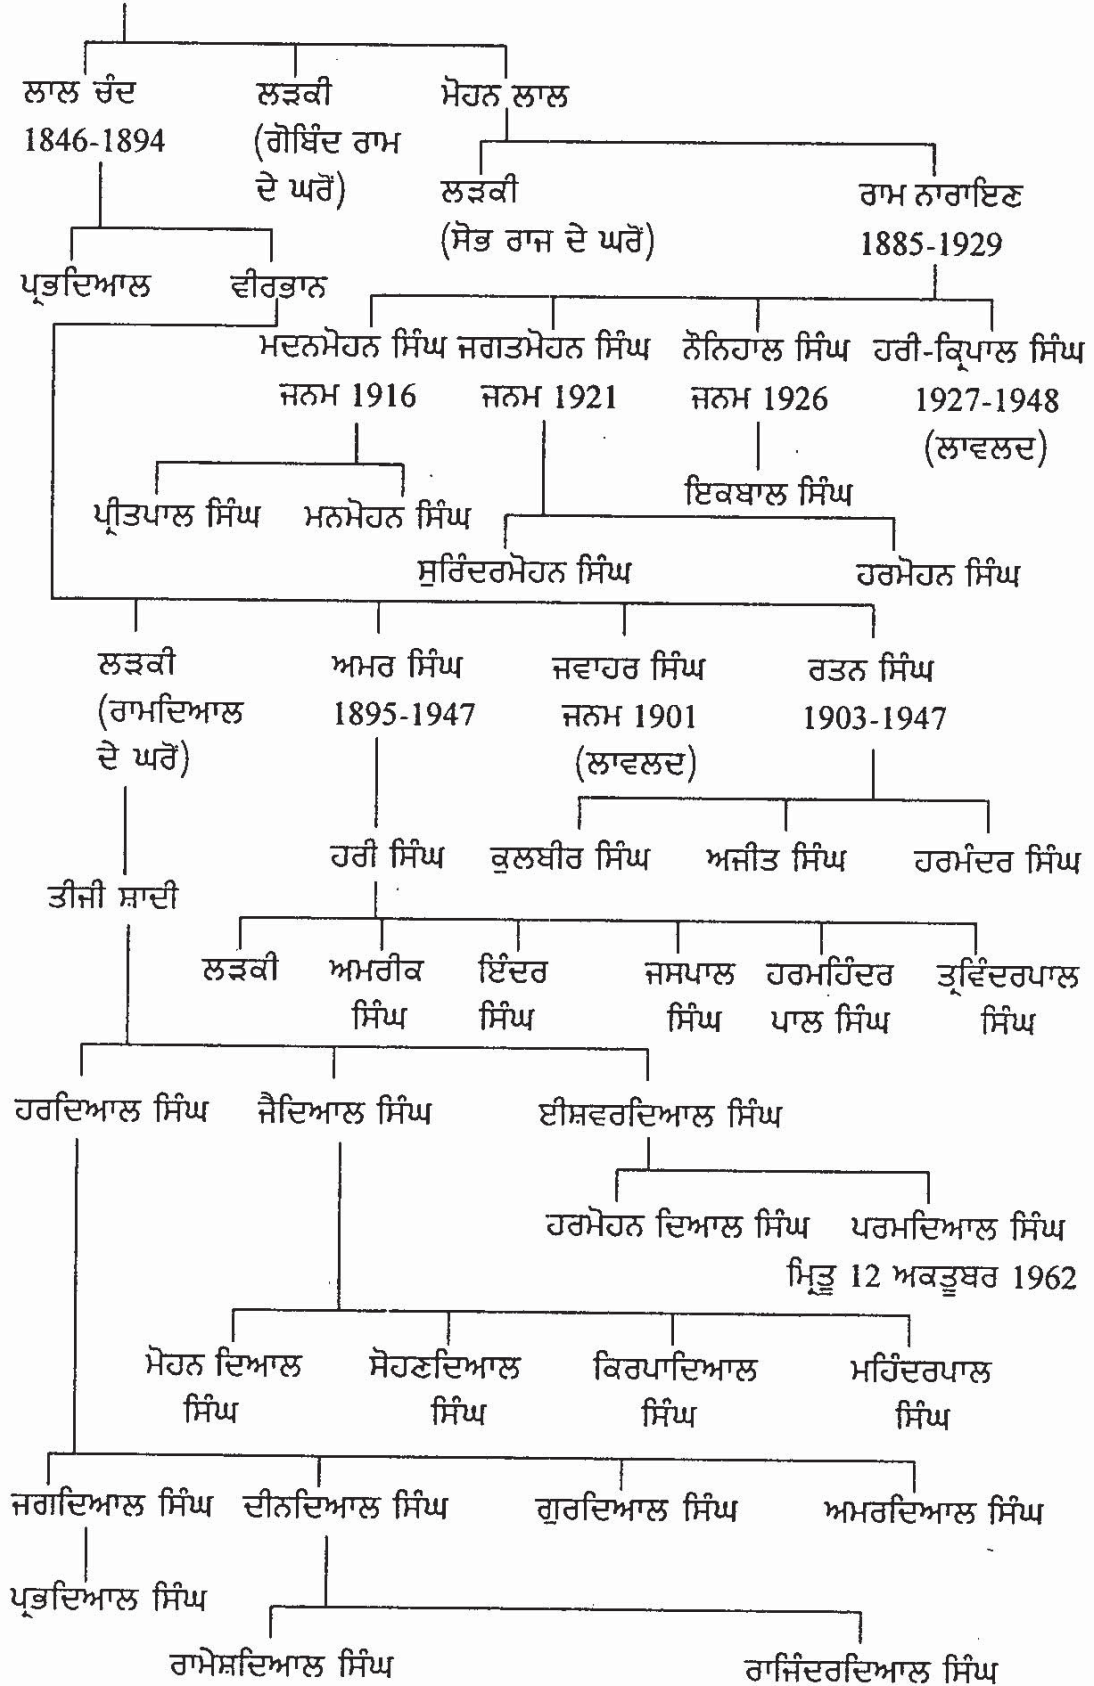 ਲਾਲ ਚੰਦ ਲੜਕੀ ਮੋਹਨ ਲਾਲ
1846-1894 (ਗੋਬਿੰਦ ਰਾਮ
ਦੇ ਘਰੋਂ) ਲੜਕੀ ਰਾਮ ਨਾਰਾਇਣ
(ਸੋਭ ਰਾਜ ਦੇ ਘਰੋਂ) 1885-1929
ਪ੍ਰਭਦਿਆਲ ਵੀਰਭਾਨ
ਮਦਨਮੋਹਨ ਸਿੰਘ ਜਗਤਮੋਹਨ ਸਿੰਘ ਨੌਨਿਹਾਲ ਸਿੰਘ ਹਰੀ-ਕ੍ਰਿਪਾਲ ਸਿੰਘ
ਜਨਮ 1916 ਜਨਮ 1921 ਜਨਮ 1926 1927-1948
(ਲਾਵਲਦ)
ਇਕਬਾਲ ਸਿੰਘ
ਪ੍ਰੀਤਪਾਲ ਸਿੰਘ ਮਨਮੋਹਨ ਸਿੰਘ
ਸੁਰਿੰਦਰਮੋਹਨ ਸਿੰਘ ਹਰਮੋਹਨ ਸਿੰਘ
ਲੜਕੀ ਅਮਰ ਸਿੰਘ ਜਵਾਹਰ ਸਿੰਘ ਰਤਨ ਸਿੰਘ
(ਰਾਮਦਿਆਲ 1895-1947 ਜਨਮ 1901 1903-1947
ਦੇ ਘਰੋਂ) (ਲਾਵਲਦ)
ਹਰੀ ਸਿੰਘ ਕੁਲਬੀਰ ਸਿੰਘ ਅਜੀਤ ਸਿੰਘ ਹਰਮੰਦਰ ਸਿੰਘ
ਤੀਜੀ ਸ਼ਾਦੀ
ਲੜਕੀ ਅਮਰੀਕ ਇੰਦਰ ਜਸਪਾਲ ਹਰਮਹਿੰਦਰ ਤ੍ਰਵਿੰਦਰਪਾਲ
ਸਿੰਘ ਸਿੰਘ ਸਿੰਘ ਪਾਲ ਸਿੰਘ ਸਿੰਘ
ਹਰਦਿਆਲ ਸਿੰਘ ਜੈਦਿਆਲ ਸਿੰਘ ਈਸ਼ਵਰਦਿਆਲ ਸਿੰਘ
ਹਰਮੋਹਨ ਦਿਆਲ ਸਿੰਘ ਪਰਮਦਿਆਲ ਸਿੰਘ
ਮ੍ਰਿਤੂ 12 ਅਕਤੂਬਰ 1962
ਮੋਹਨ ਦਿਆਲ ਸੋਹਣਦਿਆਲ ਕਿਰਪਾਦਿਆਲ ਮਹਿੰਦਰਪਾਲ
ਸਿੰਘ ਸਿੰਘ ਸਿੰਘ ਸਿੰਘ
ਜਗਦਿਆਲ ਸਿੰਘ ਦੀਨਦਿਆਲ ਸਿੰਘ ਗੁਰਦਿਆਲ ਸਿੰਘ ਅਮਰਦਿਆਲ ਸਿੰਘ
ਪ੍ਰਭਦਿਆਲ ਸਿੰਘ
ਰਾਮੇਸ਼ਦਿਆਲ ਸਿੰਘ ਰਾਜਿੰਦਰਦਿਆਲ ਸਿੰਘ